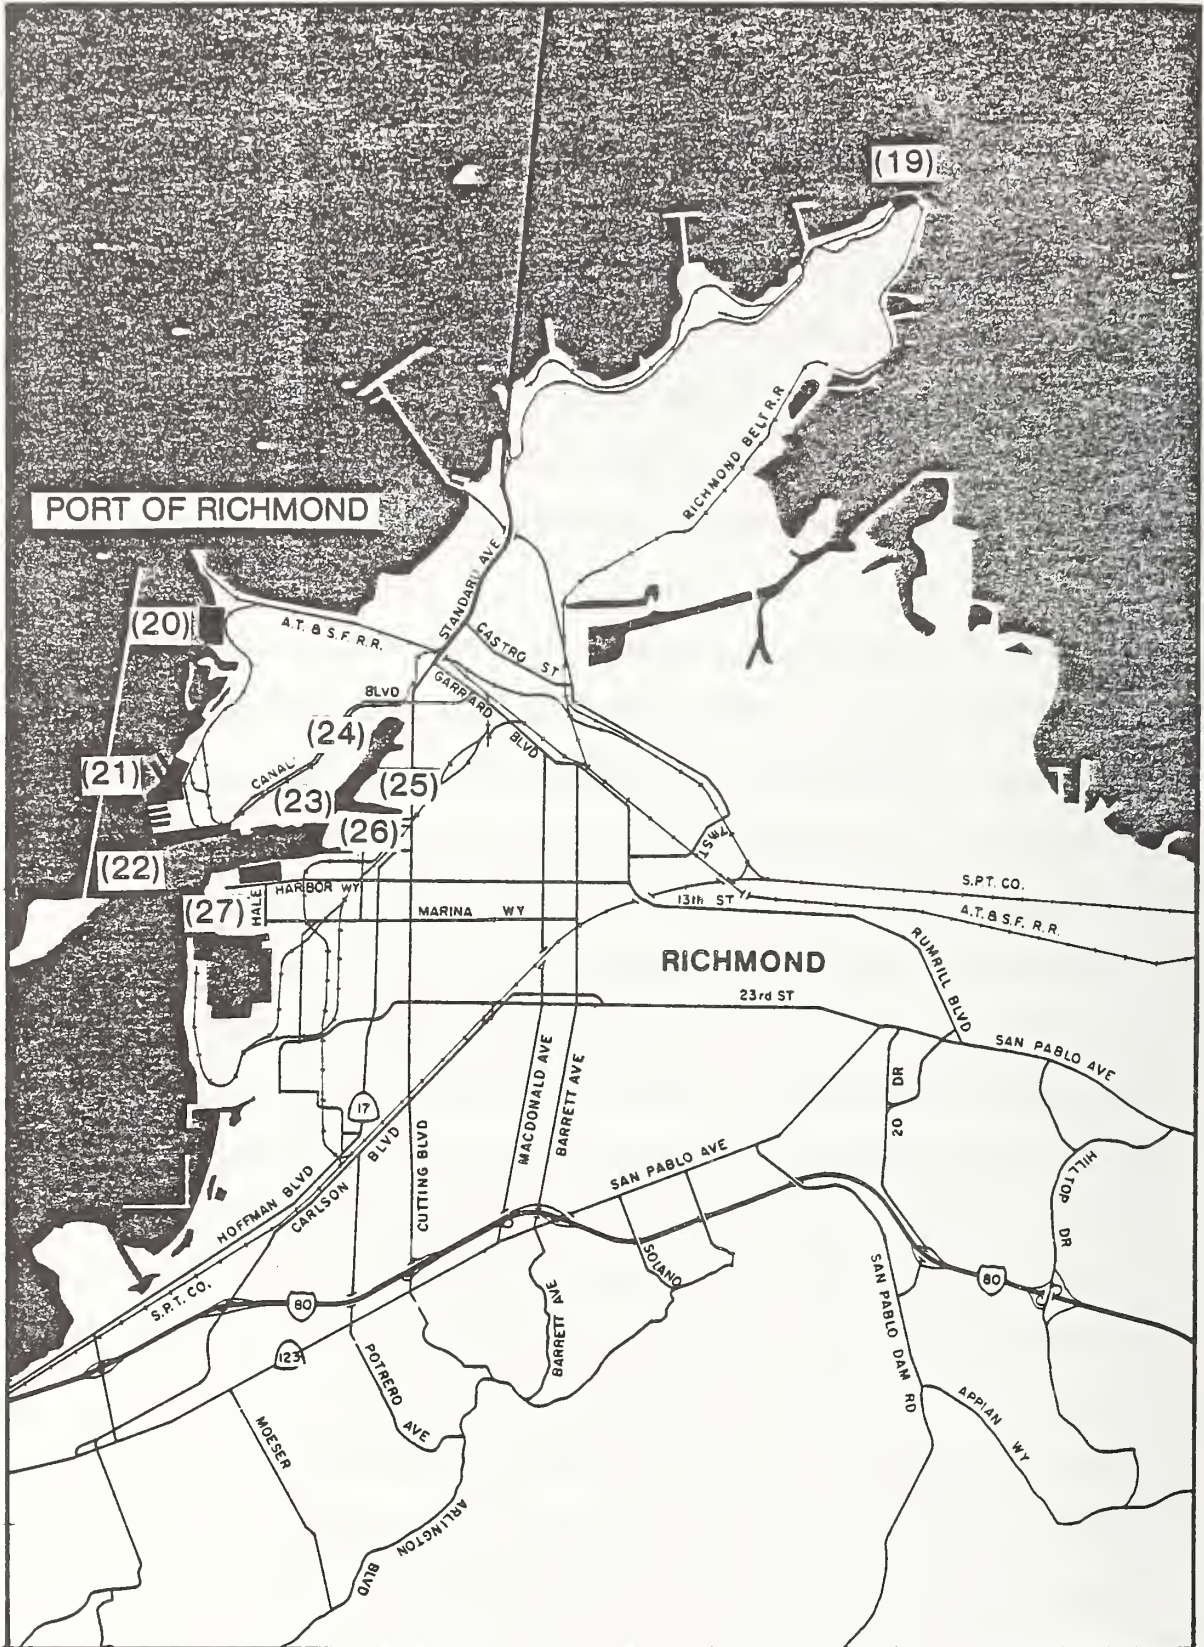 (19)
RICHMOND BELT R.R
PORT OF RICHMOND
STANDARD AVE
(20)
A.T. & S.F. R.R.
CASTRO ST
BLVD
GARRARD
BLVD
(24)
(21)
CANAL
(23)
(25)
(26)
7th ST
(22)
S.P.T. CO.
HARBOR WY
HALE
13th ST
A.T. & S.F. R.R.
(27)
MARINA WY
RUMRILL BLVD
RICHMOND
23rd ST
SAN PABLO AVE
MACDONALD AVE
BARRETT AVE
20 DR
17
BLVD
CUTTING BLVD
SAN PABLO AVE
HILLTOP DR
HOFFMAN BLVD
CARLSON
SOLANO
SAN PABLO DAM RD
S.P.T. CO.
80
80
BARRETT AVE
123
POTRERO AVE
APPIAN WY
MOESER
ARLINGTON
BLVD